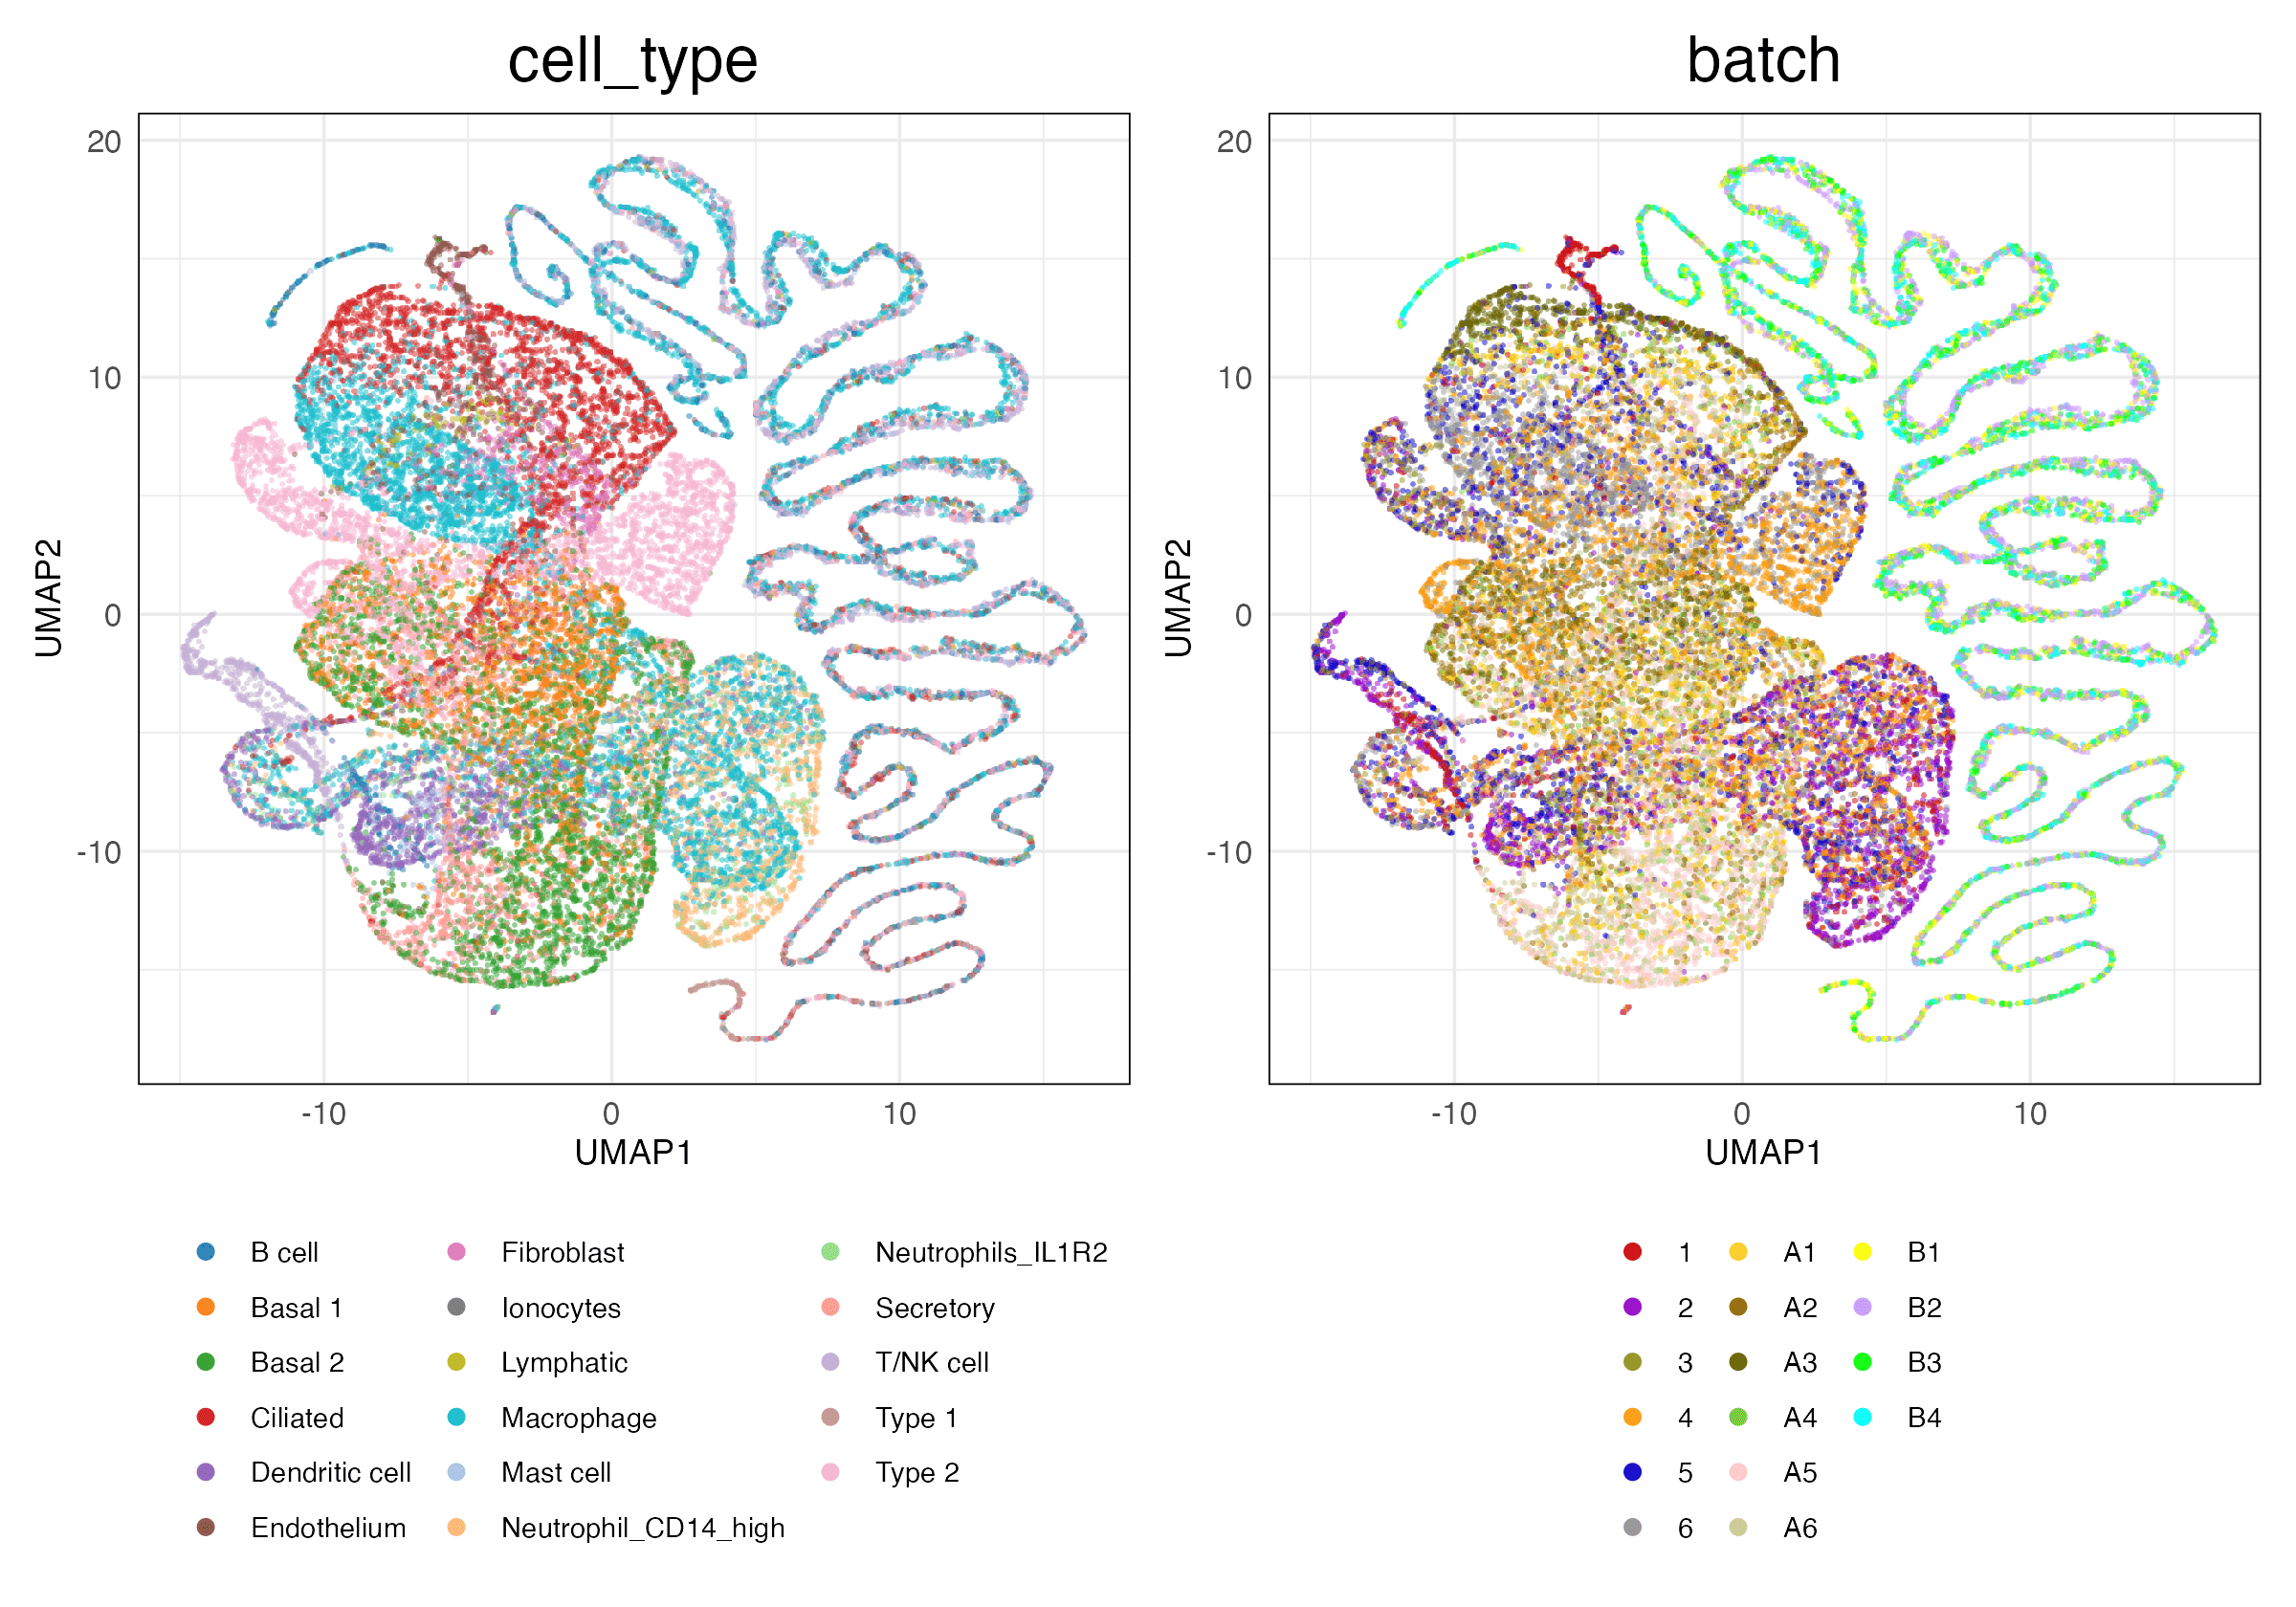 cell_type
batch
20
10
0
-10
UMAP2
-10 0 10
UMAP1
20
10
0
-10
UMAP2
-10 0 10
UMAP1
B cell
Basal 1
Basal 2
Ciliated
Dendritic cell
Endothelium
Fibroblast
Ionocytes
Lymphatic
Macrophage
Mast cell
Neutrophil_CD14_high
Neutrophils_IL1R2
Secretory
T/NK cell
Type 1
Type 2
1
2
3
4
5
6
A1
A2
A3
A4
A5
A6
B1
B2
B3
B4